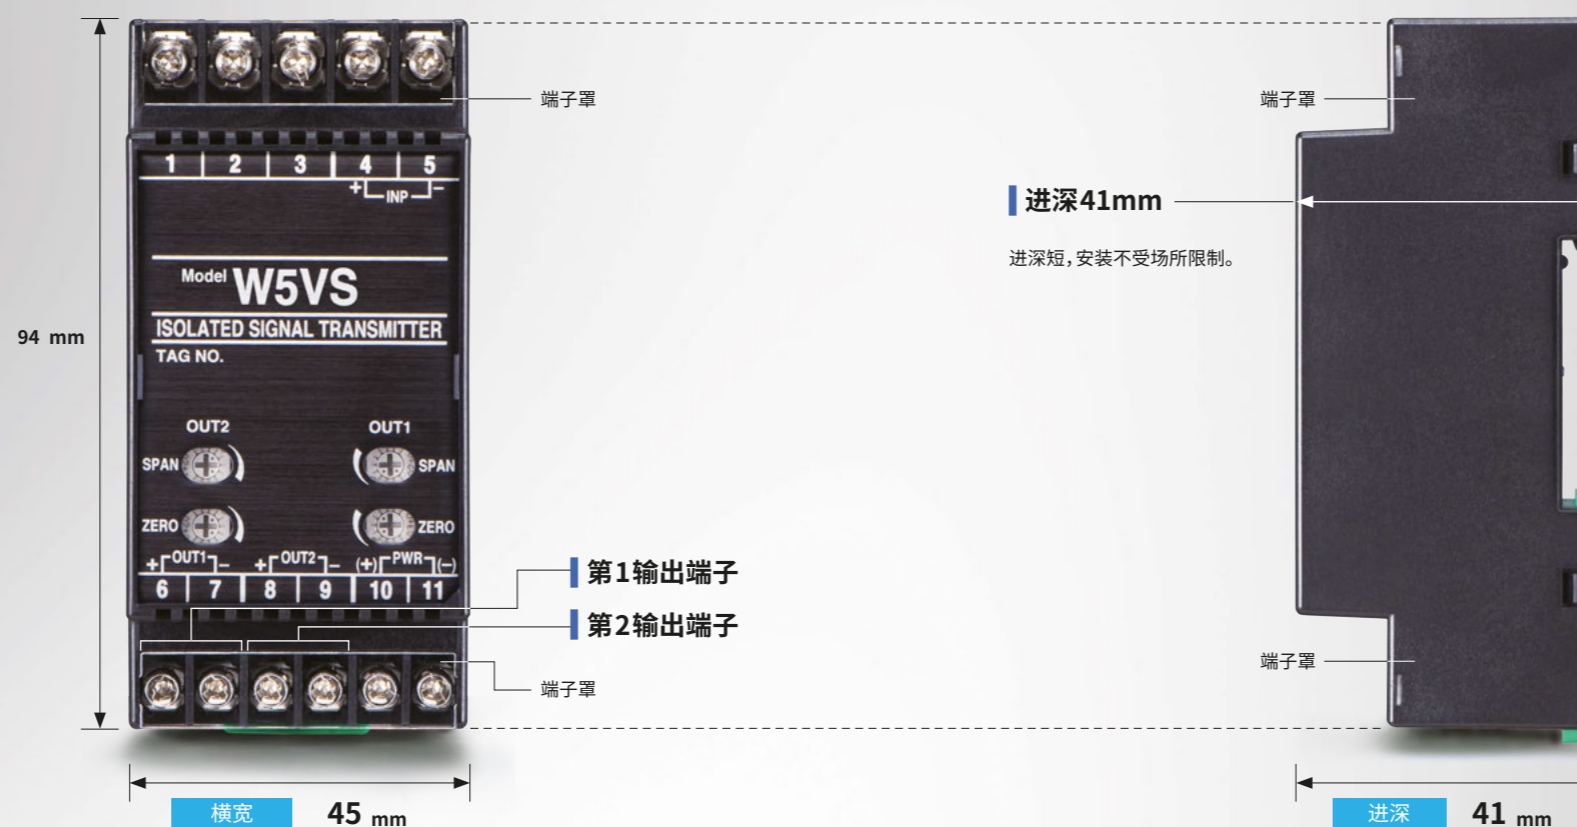 端子罩
端子罩
1 2 3 4 5
+ INP -
进深41mm
进深短，安装不受场所限制。
Model W5VS
ISOLATED SIGNAL TRANSMITTER
94 mm
TAG NO.
OUT2 OUT1
SPAN SPAN
ZERO ZERO
+ OUT1 - + OUT2 - (+) PWR (-)
6 7 8 9 10 11
第1输出端子
第2输出端子
端子罩
端子罩
横宽 45 mm
进深 41 mm